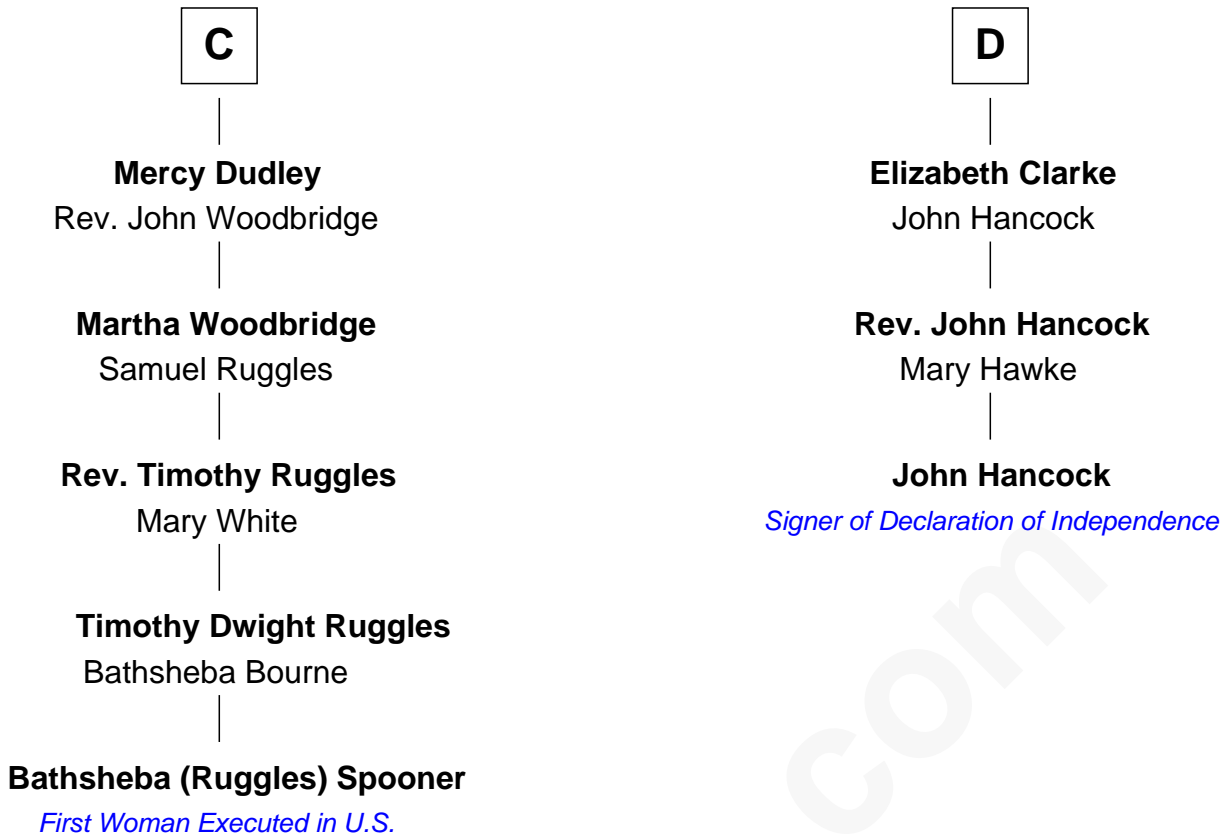 C
Mercy Dudley
Rev. John Woodbridge
Martha Woodbridge
Samuel Ruggles
Rev. Timothy Ruggles
Mary White
Timothy Dwight Ruggles
Bathsheba Bourne
Bathsheba (Ruggles) Spooner
First Woman Executed in U.S.
D
Elizabeth Clarke
John Hancock
Rev. John Hancock
Mary Hawke
John Hancock
Signer of Declaration of Independence
com